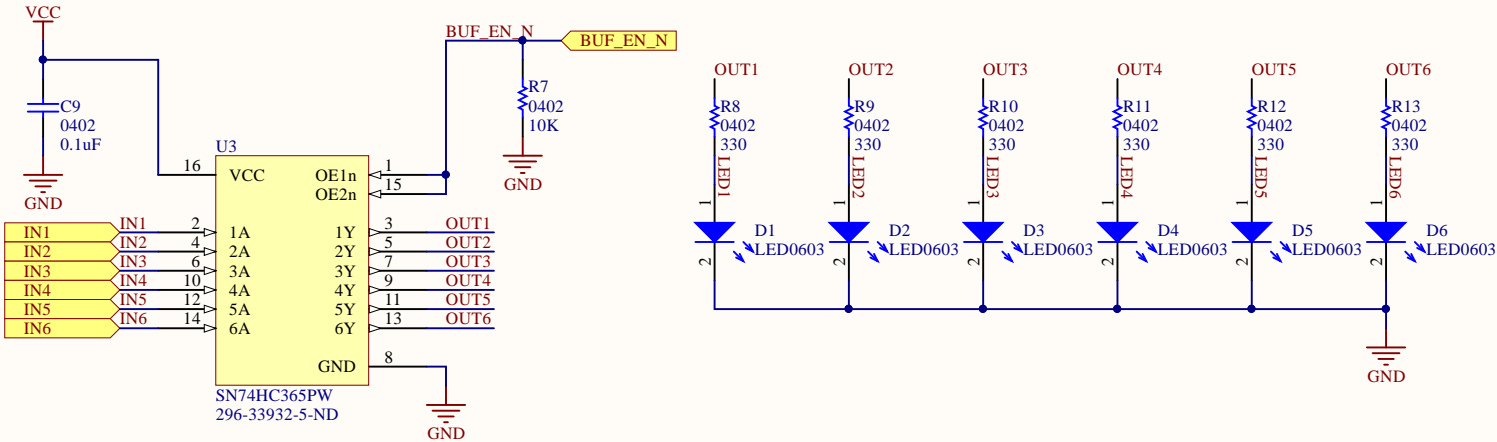 VCC
C9
0402
0.1uF
GND
BUF_EN_N
BUF_EN_N
R7
0402
10K
GND
U3
16
VCC
OE1n
1
OE2n
15
IN1
IN1
2
1A
1Y
3
OUT1
IN2
IN2
4
2A
2Y
5
OUT2
IN3
IN3
6
3A
3Y
7
OUT3
IN4
IN4
10
4A
4Y
9
OUT4
IN5
IN5
12
5A
5Y
11
OUT5
IN6
IN6
14
6A
6Y
13
OUT6
GND
8
SN74HC365PW
296-33932-5-ND
GND
OUT1
R8
0402
330
LED1
1
D1
LED0603
2
OUT2
R9
0402
330
LED2
1
D2
LED0603
2
OUT3
R10
0402
330
LED3
1
D3
LED0603
2
OUT4
R11
0402
330
LED4
1
D4
LED0603
2
OUT5
R12
0402
330
LED5
1
D5
LED0603
2
OUT6
R13
0402
330
LED6
1
D6
LED0603
2
GND